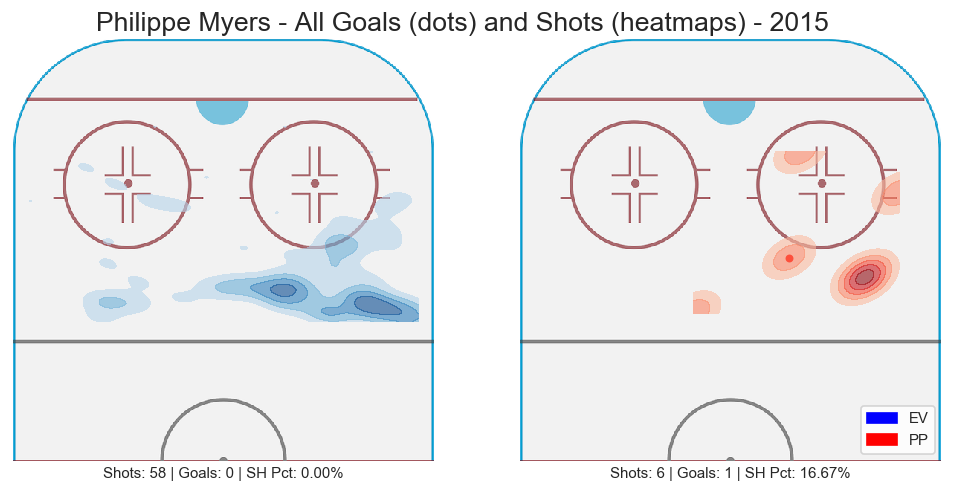 Philippe Myers - All Goals (dots) and Shots (heatmaps) - 2015
EV
PP
Shots: 58 | Goals: 0 | SH Pct: 0.00%
Shots: 6 | Goals: 1 | SH Pct: 16.67%